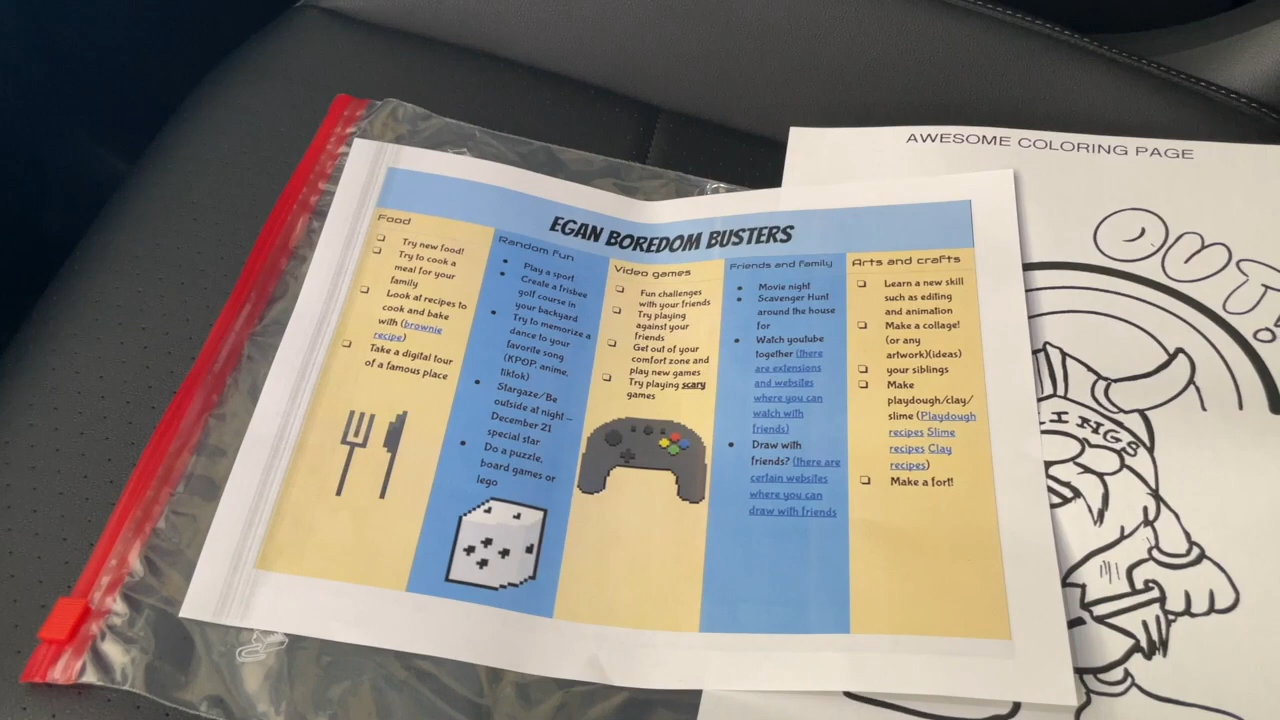 AWESOME COLORING PAGE
OUT!
INGS
EGAN BOREDOM BUSTERS
Food
Try new food!
Try to cook a
meal for your
family
Look at recipes to
cook and bake
with (brownie
recipe)
Take a digital tour
of a famous place
Random fun
Play a sport
Create a frisbee
golf course in
your backyard
Try to memorize a
dance to your
favorite song
(KPOP, anime,
tiktok)
Stargaze/Be
outside at night –
December 21
special star
Do a puzzle,
board games or
lego
Video games
Fun challenges
with your friends
Try playing
against your
friends
Get out of your
comfort zone and
play new games
Try playing scary
games
Friends and family
Movie night
Scavenger Hunt
around the house
for
Watch youtube
together (there
are extensions
and websites
where you can
watch with
friends)
Draw with
friends? (there are
certain websites
where you can
draw with friends
Arts and crafts
Learn a new skill
such as editing
and animation
Make a collage!
(or any
artwork)(ideas)
your siblings
Make
playdough/clay/
slime (Playdough
recipes Slime
recipes Clay
recipes)
Make a fort!